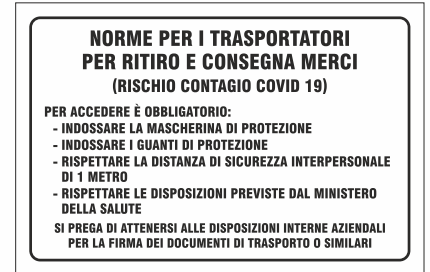 NORME PER I TRASPORTATORI
PER RITIRO E CONSEGNA MERCI
(RISCHIO CONTAGIO COVID 19)
PER ACCEDERE È OBBLIGATORIO:
- INDOSSARE LA MASCHERINA DI PROTEZIONE
- INDOSSARE I GUANTI DI PROTEZIONE
- RISPETTARE LA DISTANZA DI SICUREZZA INTERPERSONALE
DI 1 METRO
- RISPETTARE LE DISPOSIZIONI PREVISTE DAL MINISTERO
DELLA SALUTE
SI PREGA DI ATTENERSI ALLE DISPOSIZIONI INTERNE AZIENDALI
PER LA FIRMA DEI DOCUMENTI DI TRASPORTO O SIMILARI